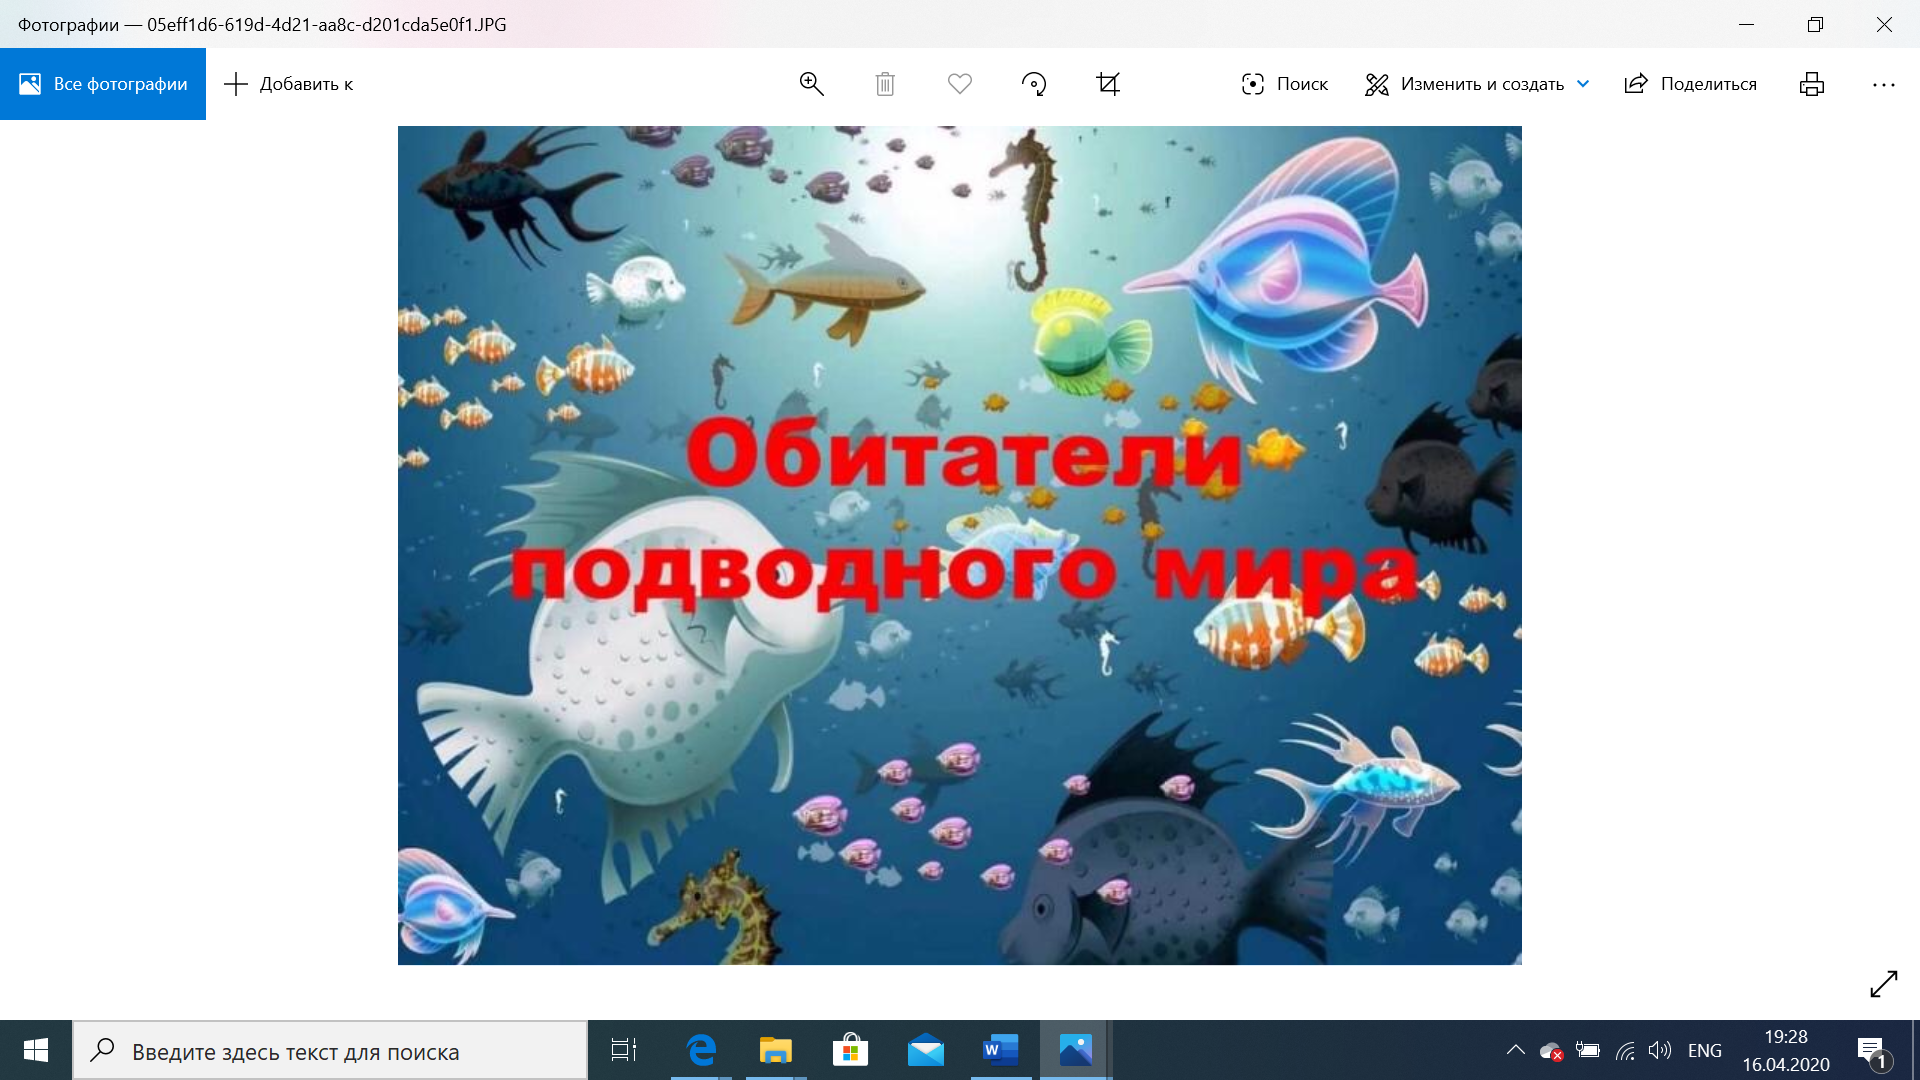 Фотографии — 05eff1d6-619d-4d21-aa8c-d201cda5e0f1.JPG
Все фотографии
Добавить к
Поиск
Изменить и создать
Поделиться
Обитатели
подводного мира
Введите здесь текст для поиска
W
ENG
19:28
16.04.2020
1